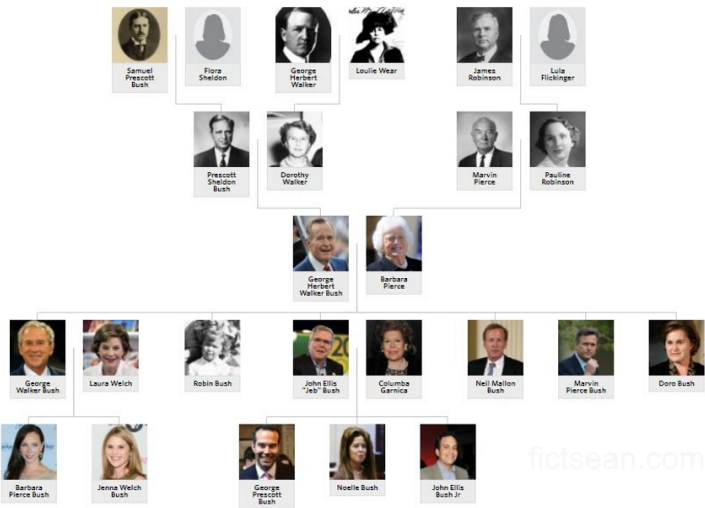 Samuel
Prescott
Bush
Flora
Sheldon
George
Herbert
Walker
Loulie Wear
James
Robinson
Lula
Flickinger
Prescott
Sheldon
Bush
Dorothy
Walker
Marvin
Pierce
Pauline
Robinson
George
Herbert
Walker Bush
Barbara
Pierce
George
Walker Bush
Laura Welch
Robin Bush
John Ellis
"Jeb" Bush
Columba
Garnica
Neil Mallon
Bush
Marvin
Pierce Bush
Doro Bush
Barbara
Pierce Bush
Jenna Welch
Bush
George
Prescott
Bush
Noelle Bush
John Ellis
Bush Jr
fictsean.com